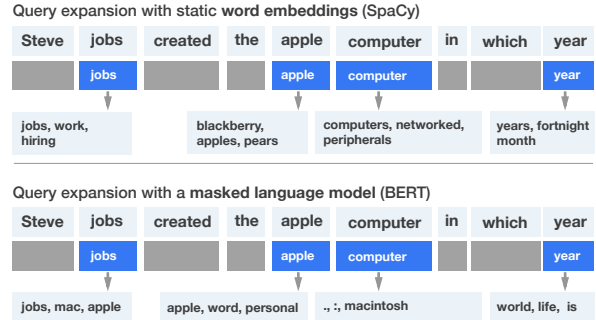 Query expansion with static word embeddings (SpaCy)
Steve jobs created the apple computer in which year
jobs apple computer year
jobs, work, hiring
blackberry, apples, pears
computers, networked, peripherals
years, fortnight month
Query expansion with a masked language model (BERT)
Steve jobs created the apple computer in which year
jobs apple computer year
jobs, mac, apple
apple, word, personal
., :, macintosh
world, life, is